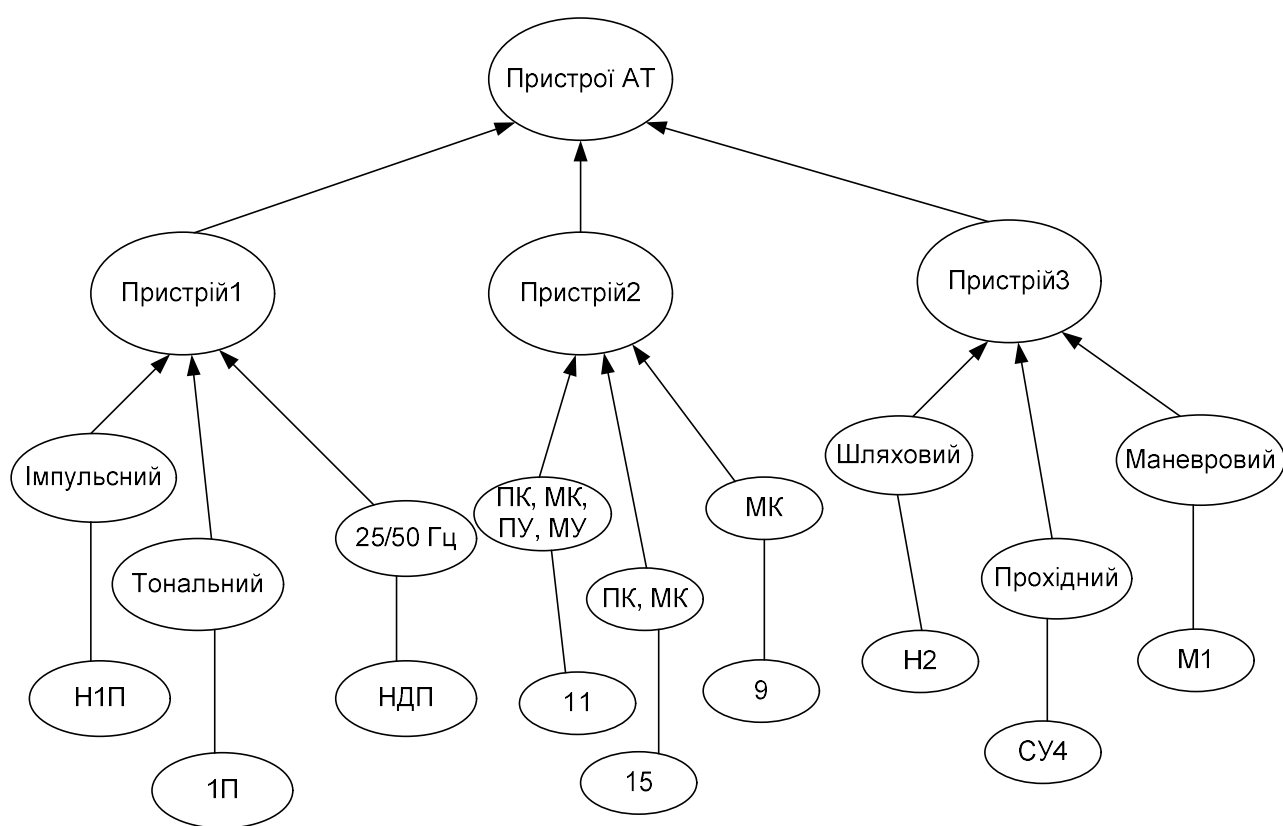 Пристрої АТ
Пристрій1
Пристрій2
Пристрій3
Імпульсний
Тональний
25/50 Гц
ПК, МК,
ПУ, МУ
ПК, МК
МК
Шляховий
Прохідний
Маневровий
Н1П
1П
НДП
11
15
9
Н2
СУ4
М1